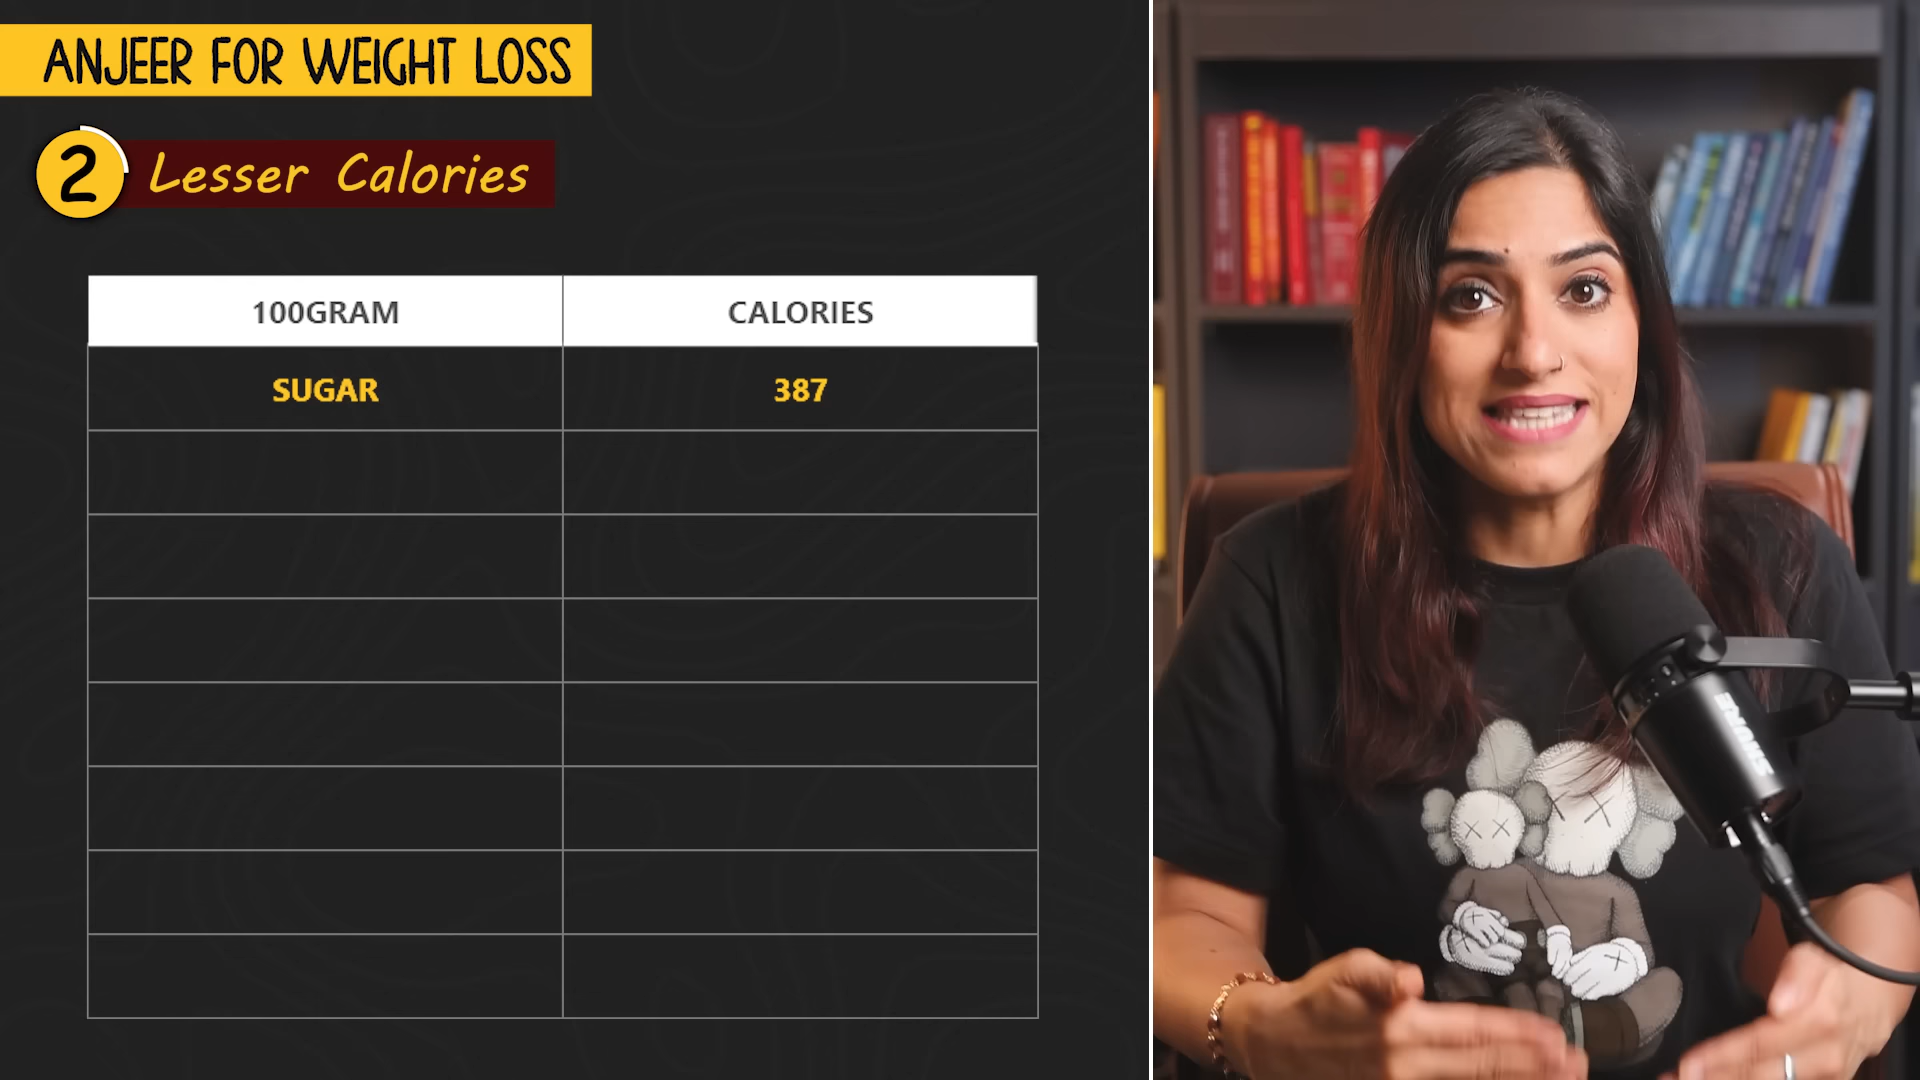 ANJEER FOR WEIGHT LOSS
2 Lesser Calories
100GRAM CALORIES
SUGAR 387